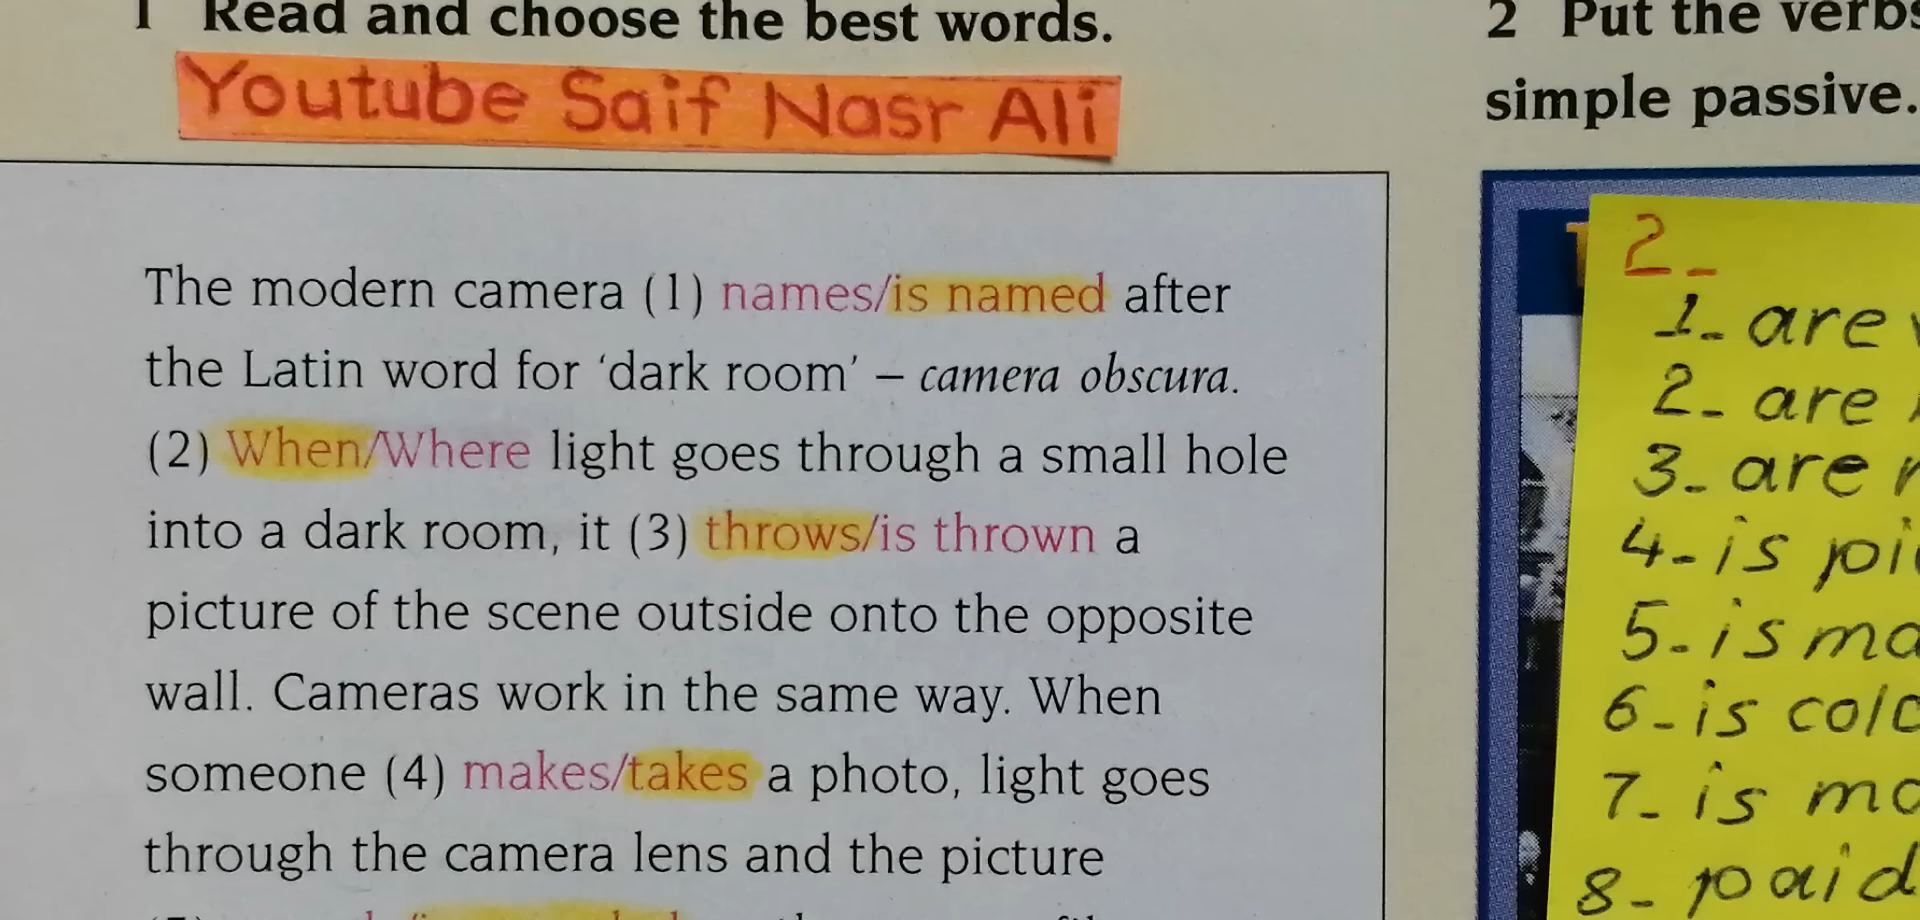 1 Read and choose the best words.
Youtube Saif Nasr Ali
The modern camera (1) names/is named after
the Latin word for ‘dark room’ – camera obscura.
(2) When/Where light goes through a small hole
into a dark room, it (3) throws/is thrown a
picture of the scene outside onto the opposite
wall. Cameras work in the same way. When
someone (4) makes/takes a photo, light goes
through the camera lens and the picture
2 Put the verbs
simple passive.
2-
1- are
2- are
3- are
4- is
5- is
6- is
7- is
8- paid